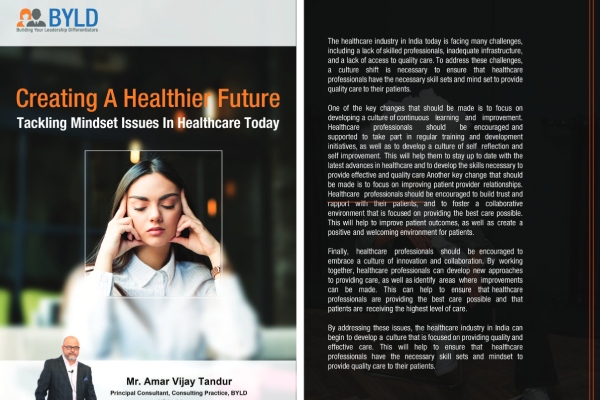 BYLD
Building Your Leadership Differentiators
Creating A Healthier Future
Tackling Mindset Issues In Healthcare Today
Mr. Amar Vijay Tandur
Principal Consultant, Consulting Practice, BYLD
The healthcare industry in India today is facing many challenges,
including a lack of skilled professionals, inadequate infrastructure,
and a lack of access to quality care. To address these challenges,
a culture shift is necessary to ensure that healthcare
professionals have the necessary skill sets and mind set to provide
quality care to their patients.
One of the key changes that should be made is to focus on
developing a culture of continuous learning and improvement.
Healthcare professionals should be encouraged and
supported to take part in regular training and development
initiatives, as well as to develop a culture of self reflection and
self improvement. This will help them to stay up to date with the
latest advances in healthcare and to develop the skills necessary to
provide effective and quality care Another key change that should
be made is to focus on improving patient provider relationships.
Healthcare professionals should be encouraged to build trust and
rapport with their patients, and to foster a collaborative
environment that is focused on providing the best care possible.
This will help to improve patient outcomes, as well as create a
positive and welcoming environment for patients.
Finally, healthcare professionals should be encouraged to
embrace a culture of innovation and collaboration. By working
together, healthcare professionals can develop new approaches
to providing care, as well as identify areas where improvements
can be made. This can help to ensure that healthcare
professionals are providing the best care possible and that
patients are receiving the highest level of care.
By addressing these issues, the healthcare industry in India can
begin to develop a culture that is focused on providing quality and
effective care. This will help to ensure that healthcare
professionals have the necessary skill sets and mindset to
provide quality care to their patients.